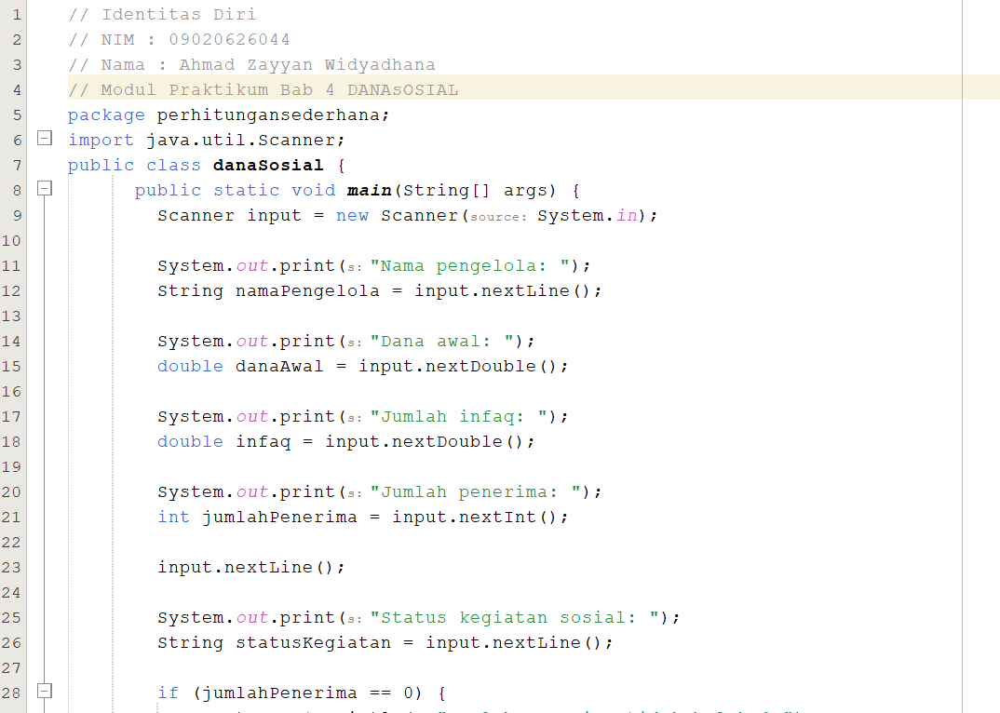 1 // Identitas Diri
2 // NIM : 09020626044
3 // Nama : Ahmad Zayyan Widyadhana
4 // Modul Praktikum Bab 4 DANAsOSIAL
5 package perhitungansederhana;
6 import java.util.Scanner;
7 public class danaSosial {
8 public static void main(String[] args) {
9 Scanner input = new Scanner(source: System.in);
10
11 System.out.print(s: "Nama pengelola: ");
12 String namaPengelola = input.nextLine();
13
14 System.out.print(s: "Dana awal: ");
15 double danaAwal = input.nextDouble();
16
17 System.out.print(s: "Jumlah infaq: ");
18 double infaq = input.nextDouble();
19
20 System.out.print(s: "Jumlah penerima: ");
21 int jumlahPenerima = input.nextInt();
22
23 input.nextLine();
24
25 System.out.print(s: "Status kegiatan sosial: ");
26 String statusKegiatan = input.nextLine();
27
28 if (jumlahPenerima == 0) {